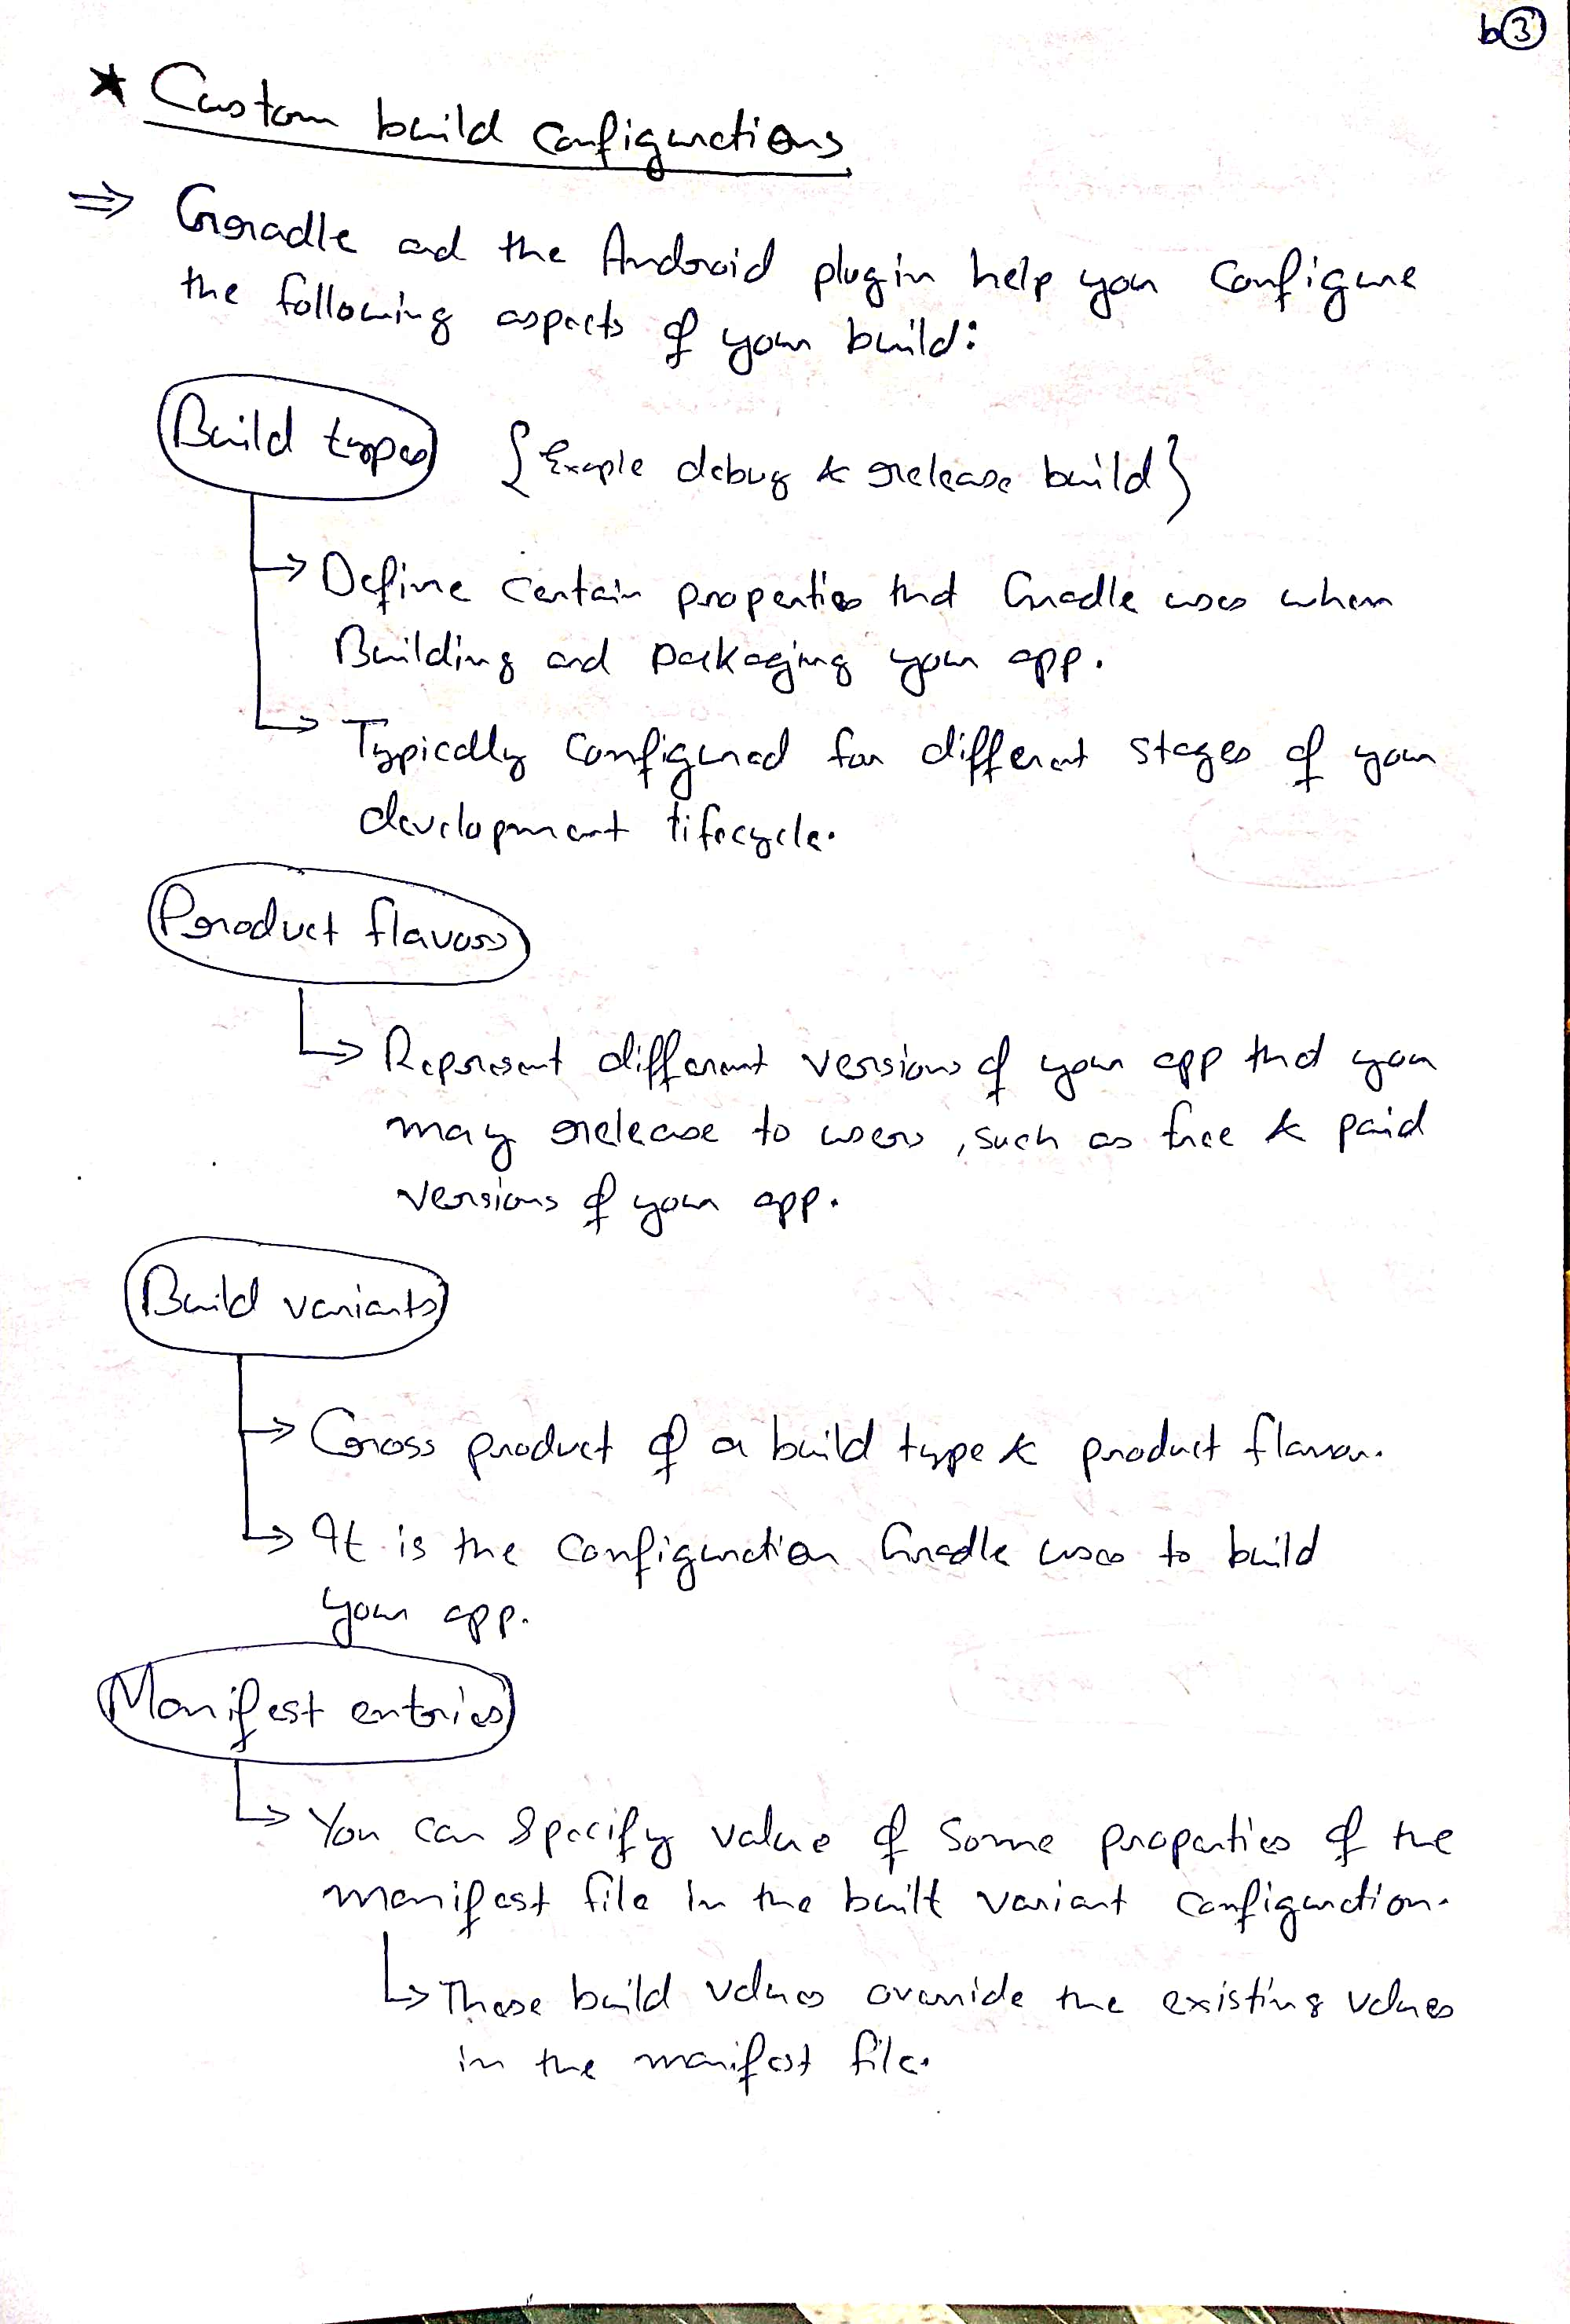 b③
* Custom build configurations
⇒ Gradle and the Android plugin help you configure
the following aspects of your build:
Build types {Example debug & release build}
→ Define certain properties that Gradle uses when
Building and packaging your app.
→ Typically configured for different stages of your
development lifecycle.
Product flavors
→ Represent different versions of your app that you
may release to users, such as free & paid
versions of your app.
Build variants
→ Cross product of a build type & product flavor.
→ It is the configuration Gradle uses to build
your app.
Manifest entries
→ You can specify value of some properties of the
manifest file in the built variant configuration.
→ These build values override the existing values
in the manifest file.